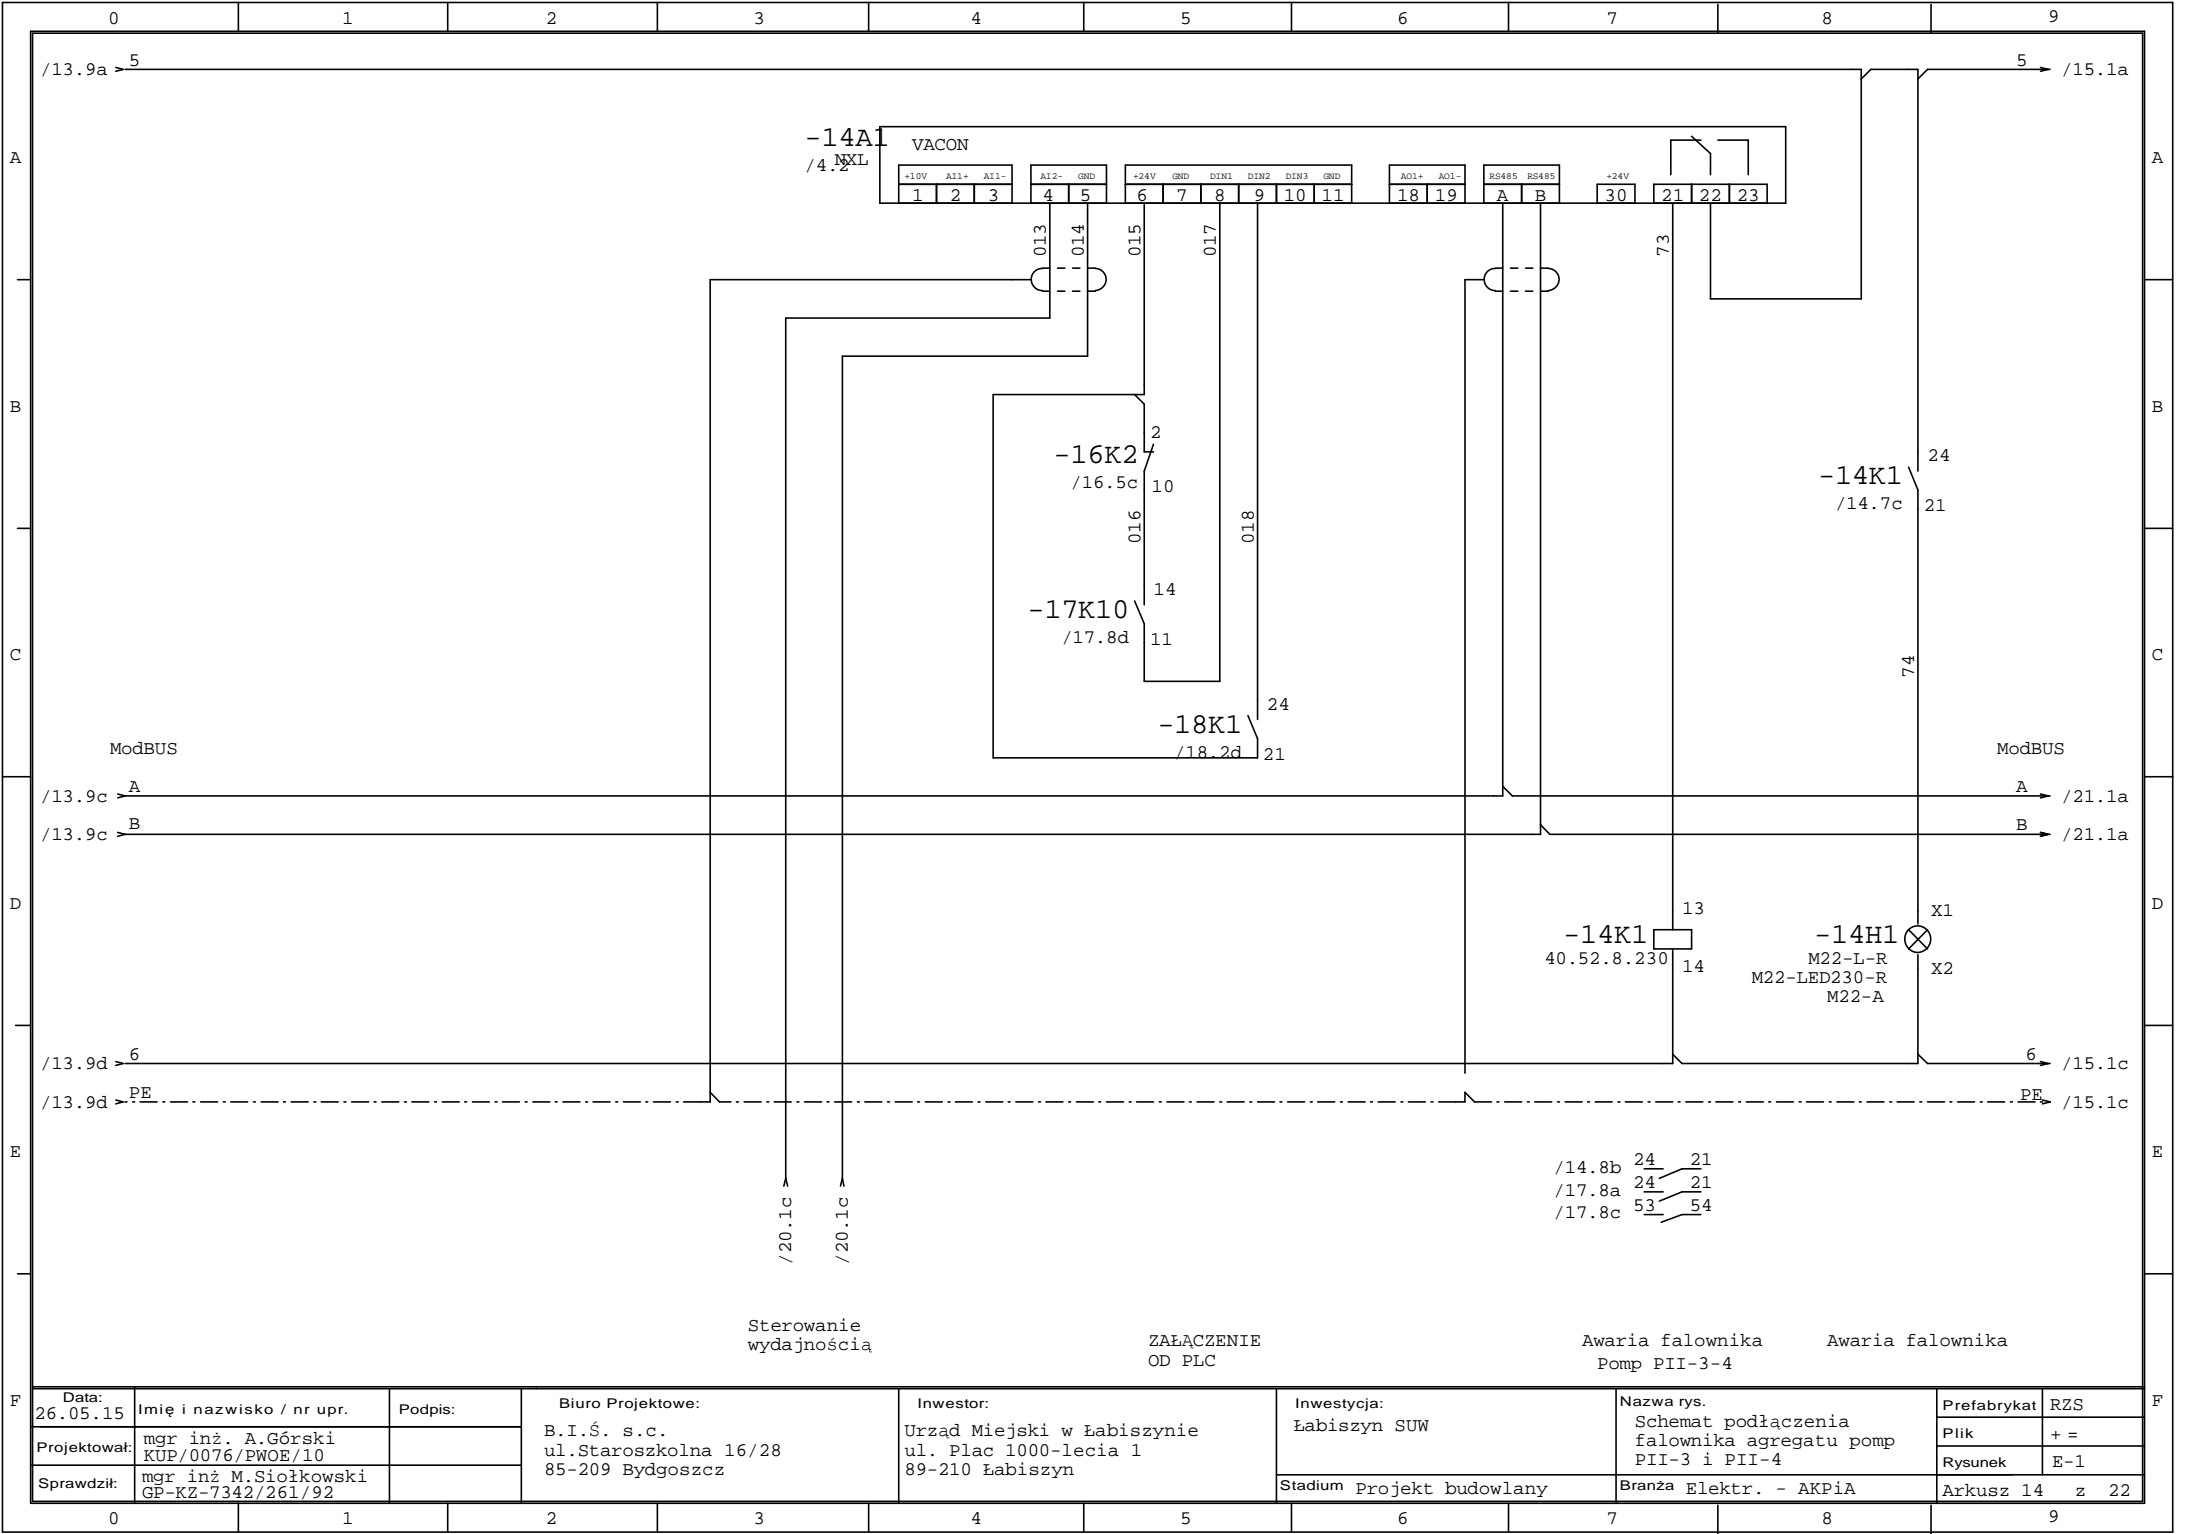 0 1 2 3 4 5 6 7 8 9
/13.9a 5
5 /15.1a
-14A1
/4.2
NXL
VACON
+10V AI1+ AI1- AI2- GND +24V GND DIN1 DIN2 DIN3 GND AO1+ AO1- RS485 RS485 +24V
1 2 3 4 5 6 7 8 9 10 11 18 19 A B 30 21 22 23
A
A
013
014
015
017
73
B
B
2
-16K2
/16.5c
10
24
-14K1
/14.7c
21
016
018
14
-17K10
/17.8d
11
C
C
74
24
-18K1
/18.2d
21
ModBUS
ModBUS
/13.9c A
A /21.1a
/13.9c B
B /21.1a
D
D
13
-14K1
40.52.8.230
14
X1
-14H1
M22-L-R
M22-LED230-R
M22-A
X2
/13.9d 6
6 /15.1c
/13.9d PE
PE /15.1c
E
E
/14.8b 24 21
/17.8a 24 21
/17.8c 53 54
/20.1c
/20.1c
Sterowanie
wydajnością
ZAŁĄCZENIE
OD PLC
Awaria falownika
Pomp PII-3-4
Awaria falownika
F
F
Data:
26.05.15
Imię i nazwisko / nr upr.
Podpis:
Projektował:
mgr inż. A.Górski
KUP/0076/PWOE/10
Sprawdził:
mgr inż M.Siołkowski
GP-KZ-7342/261/92
Biuro Projektowe:
B.I.Ś. s.c.
ul.Staroszkolna 16/28
85-209 Bydgoszcz
Inwestor:
Urząd Miejski w Łabiszynie
ul. Plac 1000-lecia 1
89-210 Łabiszyn
Inwestycja:
Łabiszyn SUW
Stadium Projekt budowlany
Nazwa rys.
Schemat podłączenia
falownika agregatu pomp
PII-3 i PII-4
Branża Elektr. - AKPiA
Prefabrykat RZS
Plik + =
Rysunek E-1
Arkusz 14 z 22
0 1 2 3 4 5 6 7 8 9